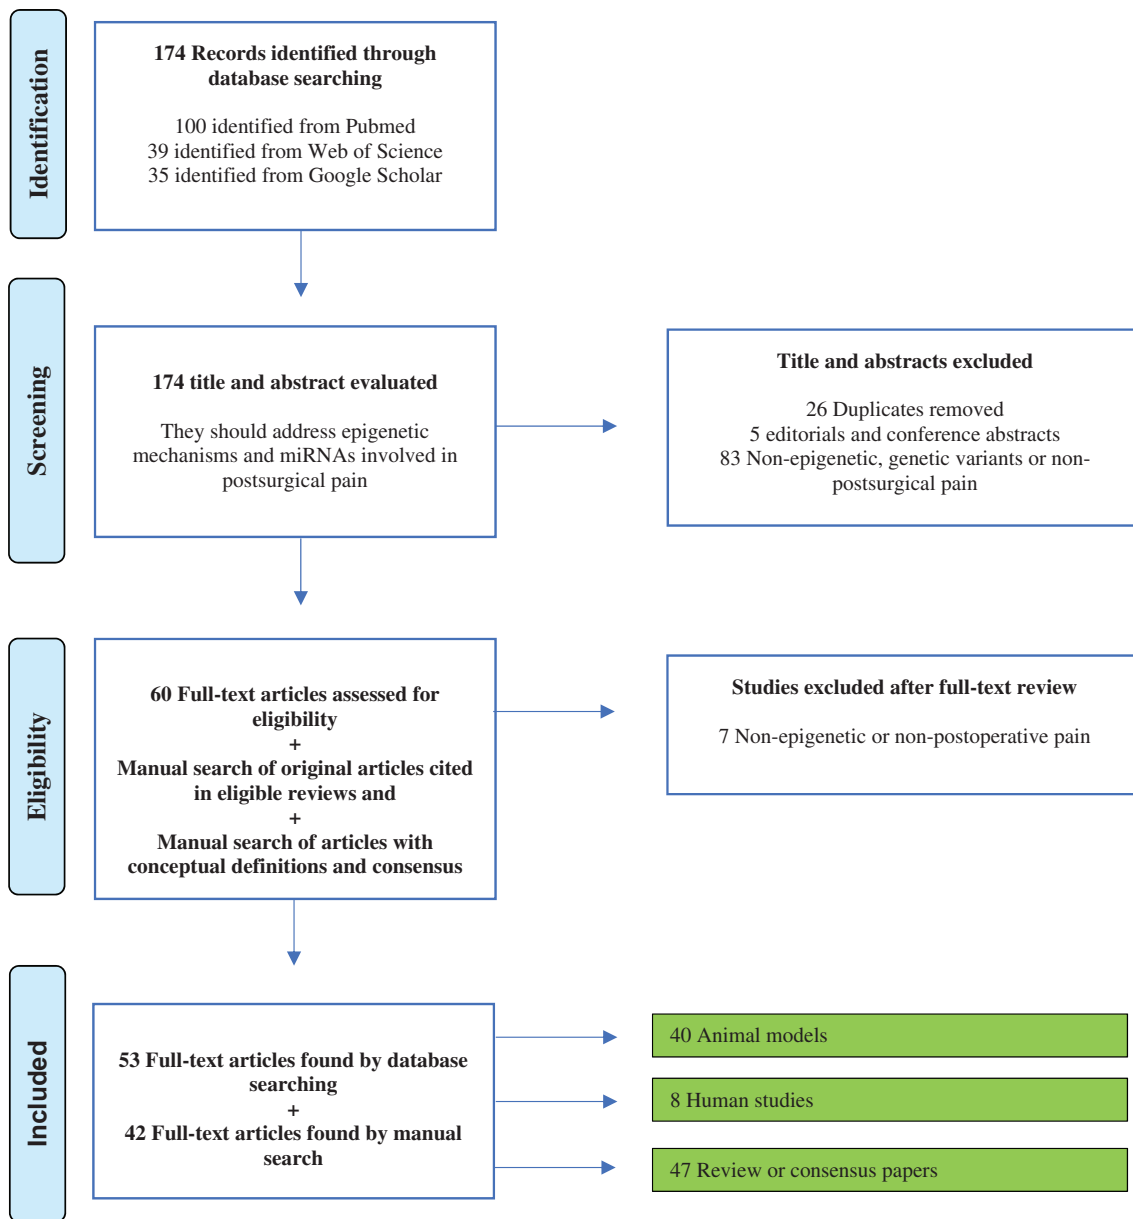 Identification
174 Records identified through
database searching
100 identified from Pubmed
39 identified from Web of Science
35 identified from Google Scholar
Screening
174 title and abstract evaluated
They should address epigenetic
mechanisms and miRNAs involved in
postsurgical pain
Title and abstracts excluded
26 Duplicates removed
5 editorials and conference abstracts
83 Non-epigenetic, genetic variants or non-
postsurgical pain
Eligibility
60 Full-text articles assessed for
eligibility
+
Manual search of original articles cited
in eligible reviews and
+
Manual search of articles with
conceptual definitions and consensus
Studies excluded after full-text review
7 Non-epigenetic or non-postoperative pain
Included
53 Full-text articles found by database
searching
+
42 Full-text articles found by manual
search
40 Animal models
8 Human studies
47 Review or consensus papers